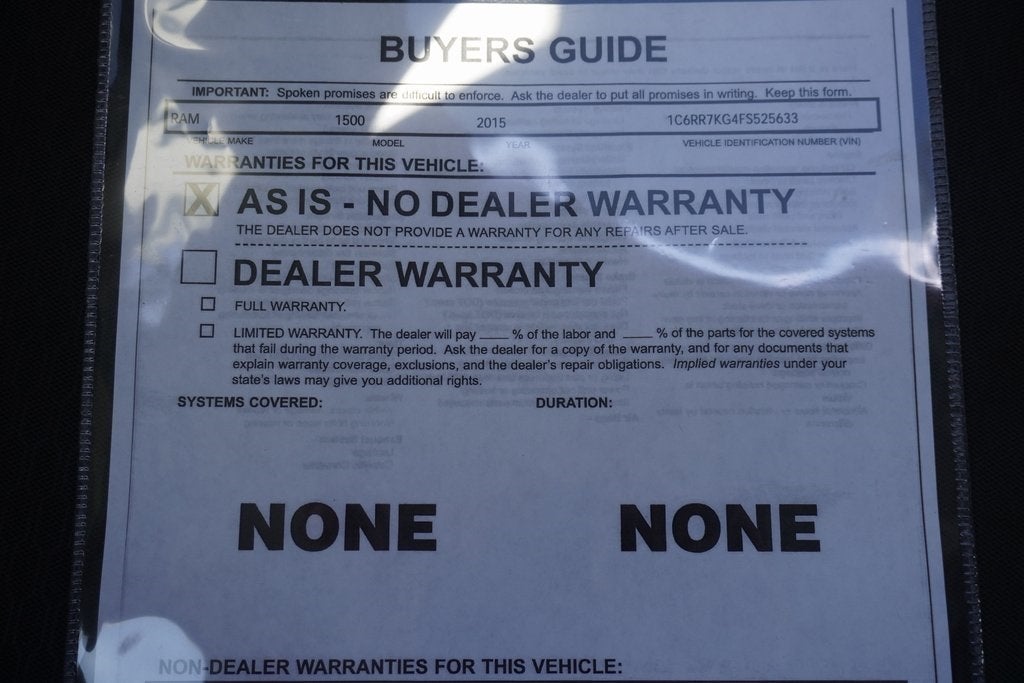 BUYERS GUIDE
IMPORTANT: Spoken promises are difficult to enforce. Ask the dealer to put all promises in writing. Keep this form.
RAM 1500 2015 1C6RR7KG4FS525633
VEHICLE MAKE MODEL YEAR VEHICLE IDENTIFICATION NUMBER (VIN)
WARRANTIES FOR THIS VEHICLE:
X AS IS - NO DEALER WARRANTY
THE DEALER DOES NOT PROVIDE A WARRANTY FOR ANY REPAIRS AFTER SALE.
DEALER WARRANTY
FULL WARRANTY.
LIMITED WARRANTY. The dealer will pay ____ % of the labor and ____ % of the parts for the covered systems
that fail during the warranty period. Ask the dealer for a copy of the warranty, and for any documents that
explain warranty coverage, exclusions, and the dealer's repair obligations. Implied warranties under your
state's laws may give you additional rights.
SYSTEMS COVERED: DURATION:
NONE NONE
NON-DEALER WARRANTIES FOR THIS VEHICLE: